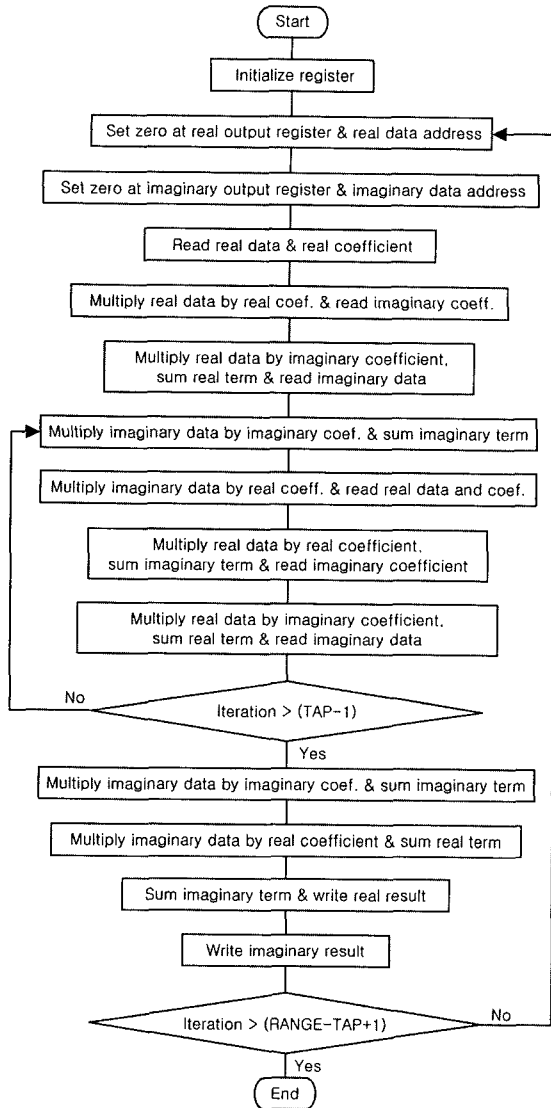 Start
Initialize register
Set zero at real output register & real data address
Set zero at imaginary output register & imaginary data address
Read real data & real coefficient
Multiply real data by real coef. & read imaginary coeff.
Multiply real data by imaginary coefficient,
sum real term & read imaginary data
Multiply imaginary data by imaginary coef. & sum imaginary term
Multiply imaginary data by real coeff. & read real data and coef.
Multiply real data by real coefficient,
sum imaginary term & read imaginary coefficient
Multiply real data by imaginary coefficient,
sum real term & read imaginary data
No
Iteration > (TAP-1)
Yes
Multiply imaginary data by imaginary coef. & sum imaginary term
Multiply imaginary data by real coefficient & sum real term
Sum imaginary term & write real result
Write imaginary result
Iteration > (RANGE-TAP+1)
No
Yes
End